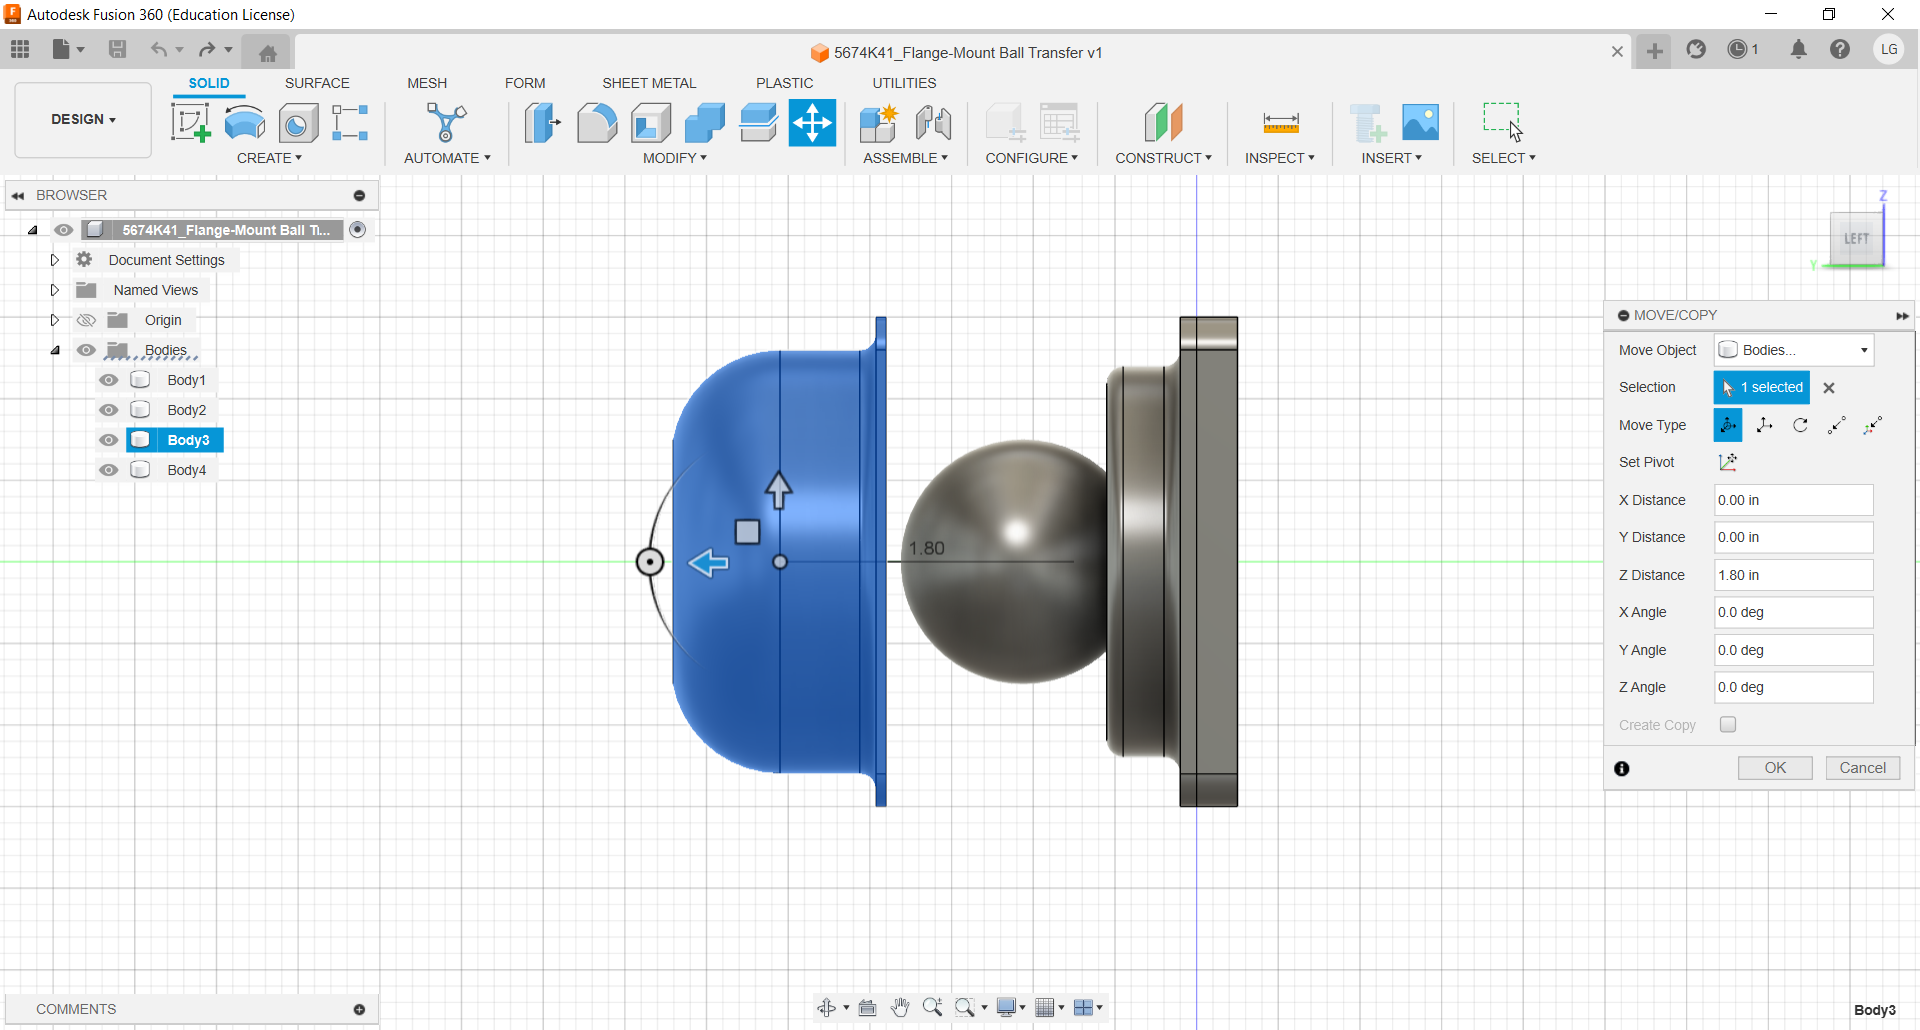 Autodesk Fusion 360 (Education License)
5674K41_Flange-Mount Ball Transfer v1
1
LG
SOLID SURFACE MESH FORM SHEET METAL PLASTIC UTILITIES
DESIGN
CREATE AUTOMATE MODIFY ASSEMBLE CONFIGURE CONSTRUCT INSPECT INSERT SELECT
BROWSER
5674K41_Flange-Mount Ball T...
Document Settings
Named Views
Origin
Bodies
Body1
Body2
Body3
Body4
Z
LEFT
Y
1.80
MOVE/COPY
Move Object Bodies...
Selection 1 selected
Move Type
Set Pivot
X Distance 0.00 in
Y Distance 0.00 in
Z Distance 1.80 in
X Angle 0.0 deg
Y Angle 0.0 deg
Z Angle 0.0 deg
Create Copy
OK Cancel
COMMENTS
Body3